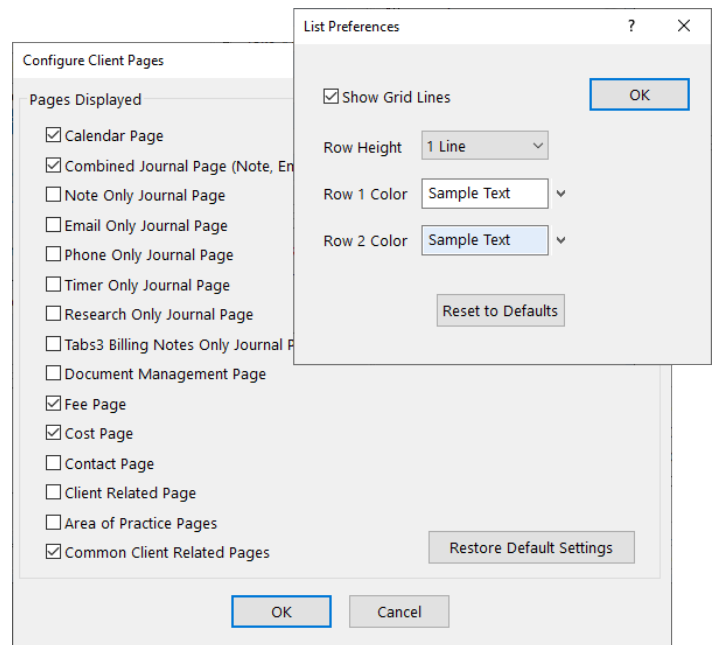 List Preferences
?
Show Grid Lines
OK
Row Height
1 Line
Row 1 Color
Sample Text
Row 2 Color
Sample Text
Reset to Defaults
Configure Client Pages
Pages Displayed
Calendar Page
Combined Journal Page (Note, En
Note Only Journal Page
Email Only Journal Page
Phone Only Journal Page
Timer Only Journal Page
Research Only Journal Page
Tabs3 Billing Notes Only Journal P
Document Management Page
Fee Page
Cost Page
Contact Page
Client Related Page
Area of Practice Pages
Common Client Related Pages
Restore Default Settings
OK
Cancel